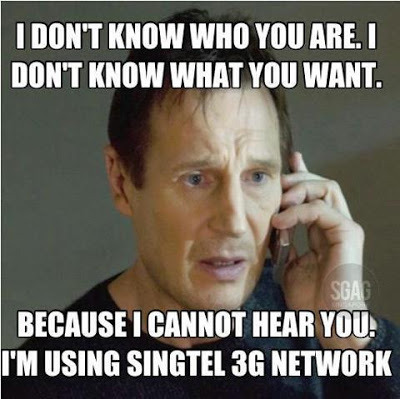 I DON'T KNOW WHO YOU ARE. I
DON'T KNOW WHAT YOU WANT.
SGAG
BECAUSE I CANNOT HEAR YOU.
I'M USING SINGTEL 3G NETWORK